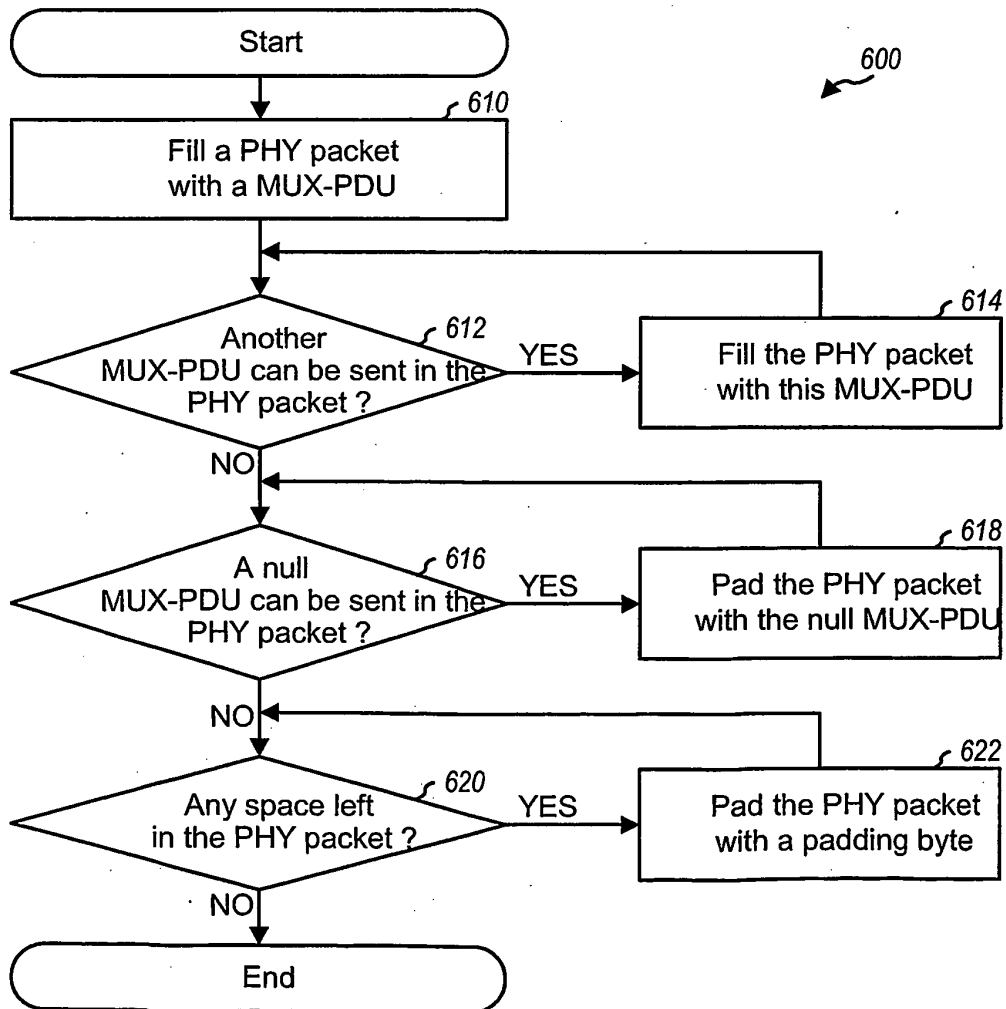 Start
600
610
Fill a PHY packet
with a MUX-PDU
612
Another
MUX-PDU can be sent in the
PHY packet ?
YES
614
Fill the PHY packet
with this MUX-PDU
NO
616
A null
MUX-PDU can be sent in the
PHY packet ?
YES
618
Pad the PHY packet
with the null MUX-PDU
NO
620
Any space left
in the PHY packet ?
YES
622
Pad the PHY packet
with a padding byte
NO
End